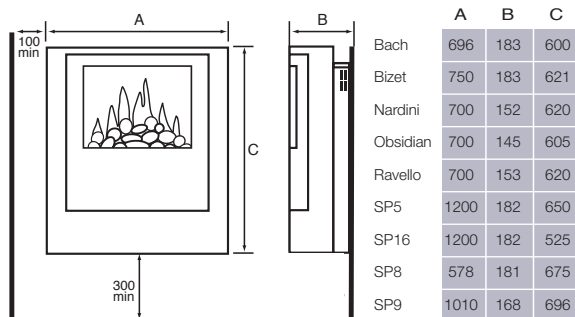 A
B
100
min
C
300
min
A B C
Bach 696 183 600
Bizet 750 183 621
Nardini 700 152 620
Obsidian 700 145 605
Ravello 700 153 620
SP5 1200 182 650
SP16 1200 182 525
SP8 578 181 675
SP9 1010 168 696